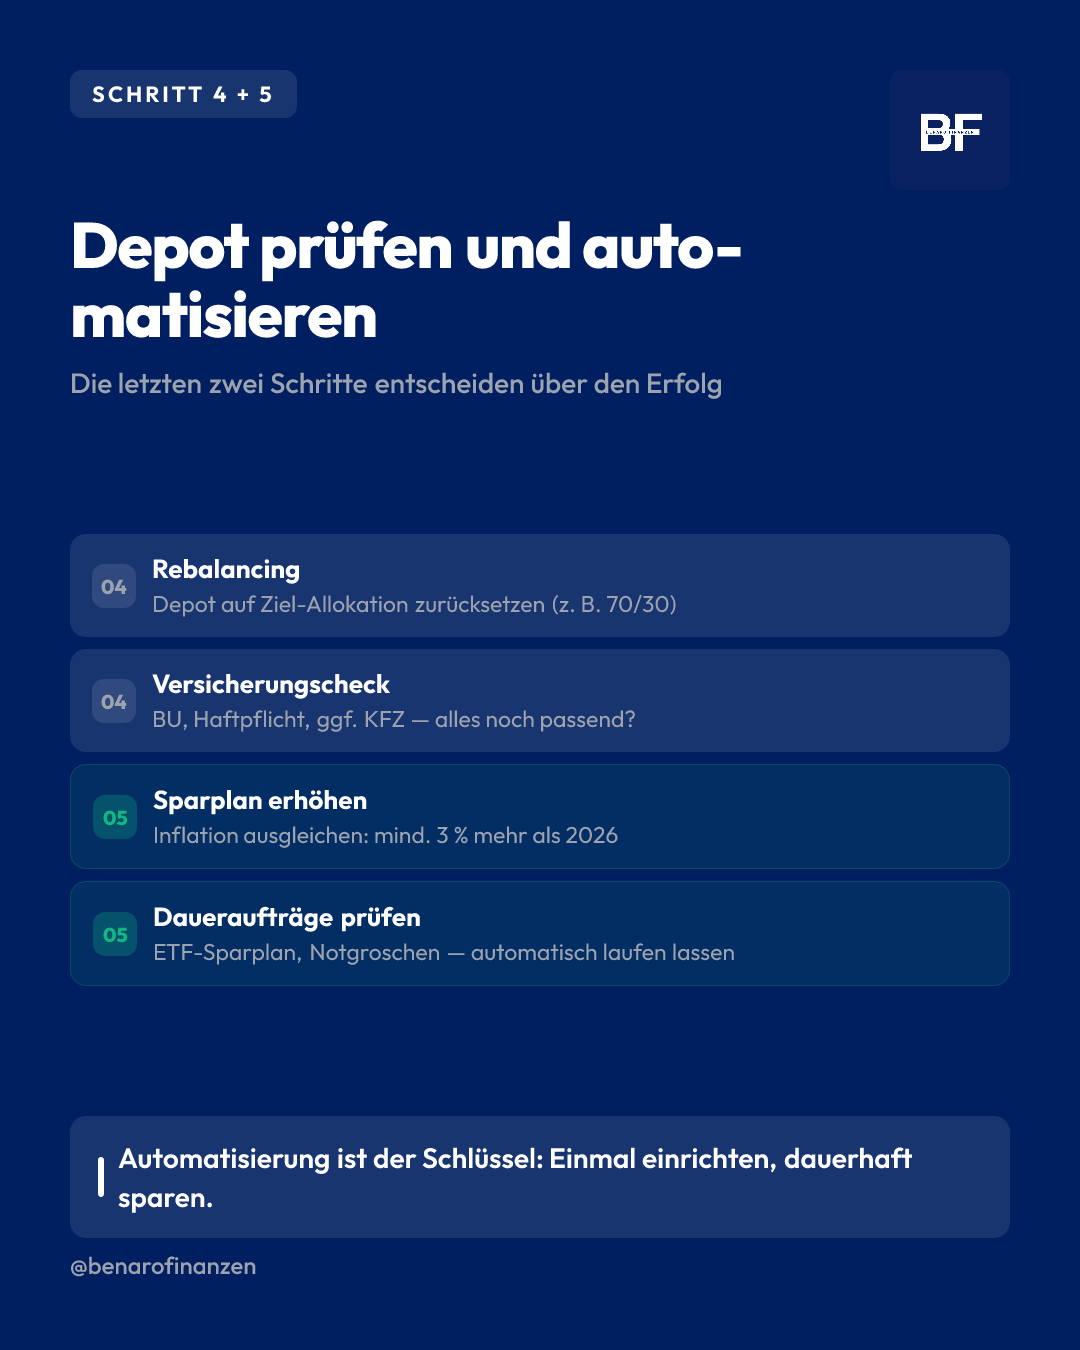 SCHRITT 4 + 5
BF
Depot prüfen und auto-
matisieren
Die letzten zwei Schritte entscheiden über den Erfolg
04
Rebalancing
Depot auf Ziel-Allokation zurücksetzen (z. B. 70/30)
04
Versicherungscheck
BU, Haftpflicht, ggf. KFZ — alles noch passend?
05
Sparplan erhöhen
Inflation ausgleichen: mind. 3 % mehr als 2026
05
Daueraufträge prüfen
ETF-Sparplan, Notgroschen — automatisch laufen lassen
Automatisierung ist der Schlüssel: Einmal einrichten, dauerhaft
sparen.
@benarofinanzen